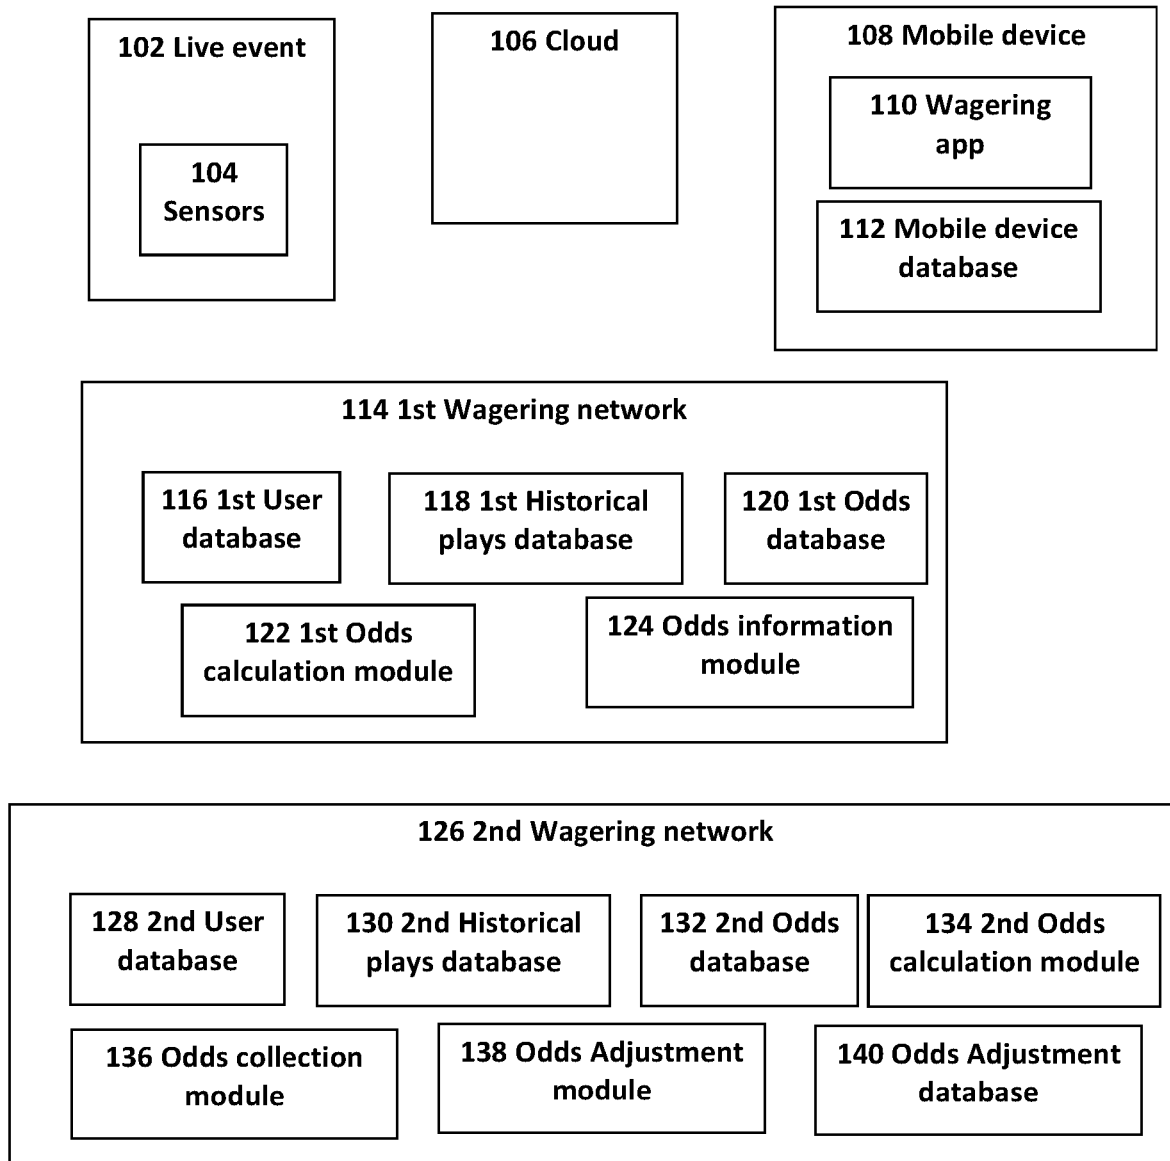 102 Live event
104
Sensors
106 Cloud
108 Mobile device
110 Wagering
app
112 Mobile device
database
114 1st Wagering network
116 1st User
database
118 1st Historical
plays database
120 1st Odds
database
122 1st Odds
calculation module
124 Odds information
module
126 2nd Wagering network
128 2nd User
database
130 2nd Historical
plays database
132 2nd Odds
database
134 2nd Odds
calculation module
136 Odds collection
module
138 Odds Adjustment
module
140 Odds Adjustment
database